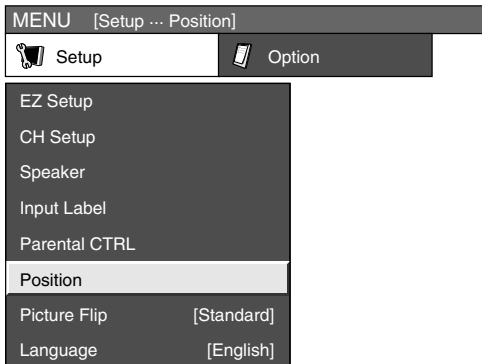 MENU [Setup ··· Position]
Setup Option
EZ Setup
CH Setup
Speaker
Input Label
Parental CTRL
Position
Picture Flip [Standard]
Language [English]